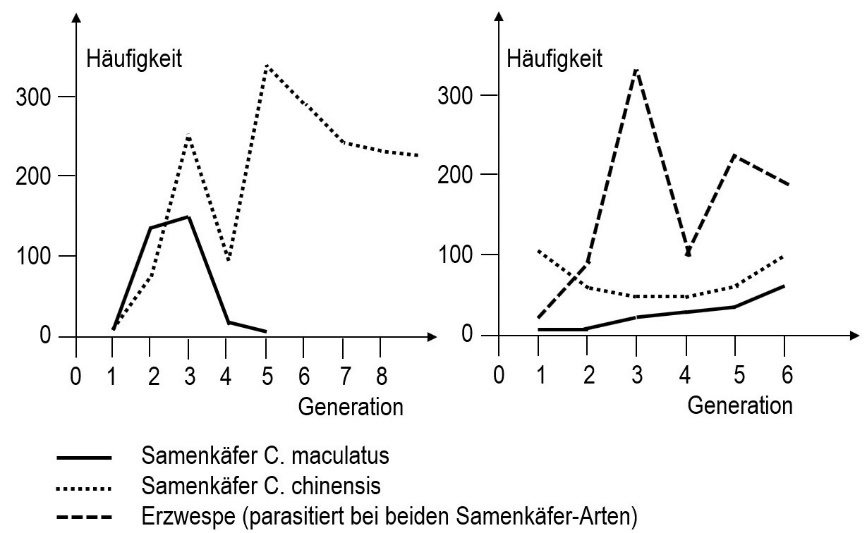 Häufigkeit
300
200
100
0
0 1 2 3 4 5 6 7 8
Generation
Häufigkeit
300
200
100
0
0 1 2 3 4 5 6
Generation
Samenkäfer C. maculatus
Samenkäfer C. chinensis
Erzwespe (parasitiert bei beiden Samenkäfer-Arten)